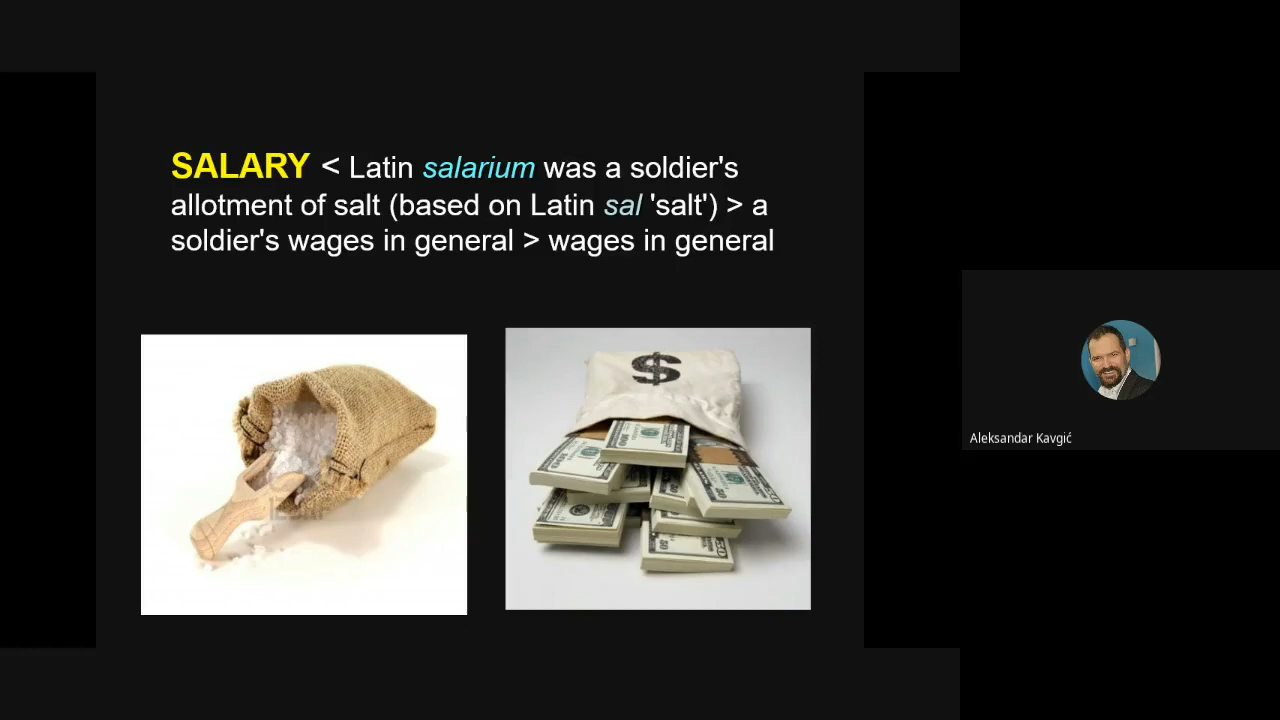 SALARY < Latin salarium was a soldier's
allotment of salt (based on Latin sal 'salt') > a
soldier's wages in general > wages in general
$
Aleksandar Kavgić